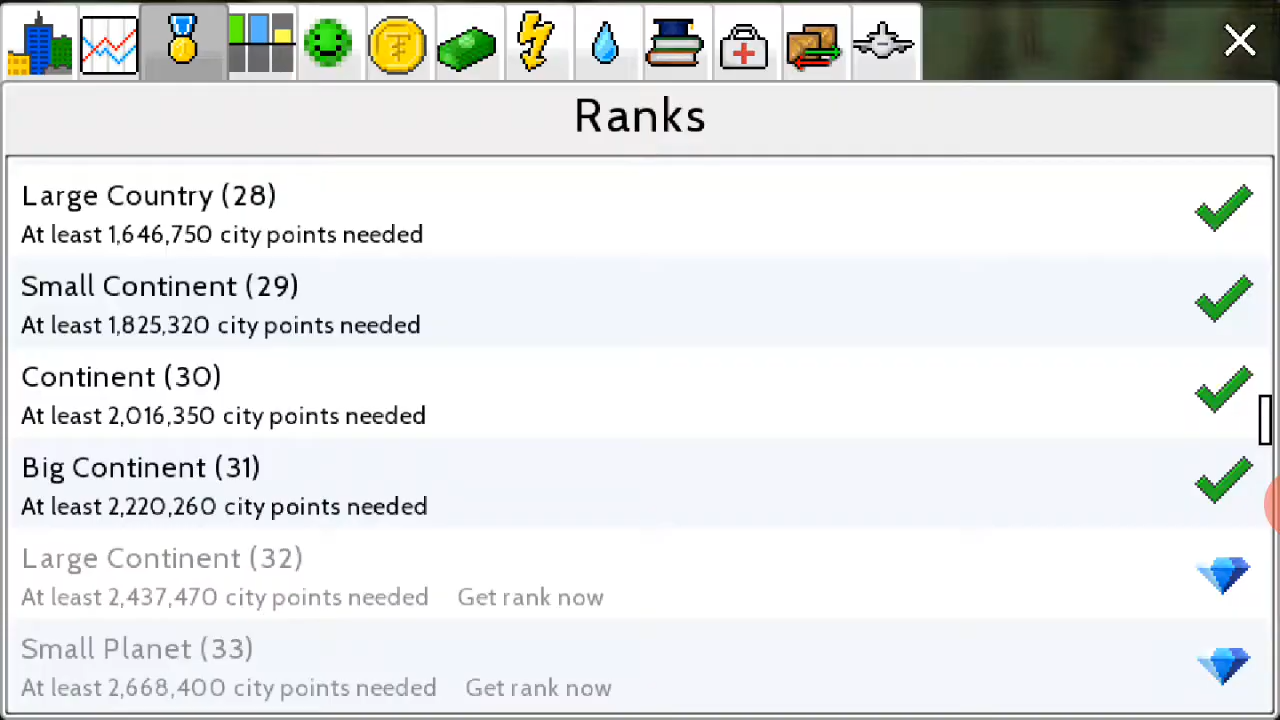 Ranks
Large Country (28)
At least 1,646,750 city points needed
Small Continent (29)
At least 1,825,320 city points needed
Continent (30)
At least 2,016,350 city points needed
Big Continent (31)
At least 2,220,260 city points needed
Large Continent (32)
At least 2,437,470 city points needed Get rank now
Small Planet (33)
At least 2,668,400 city points needed Get rank now